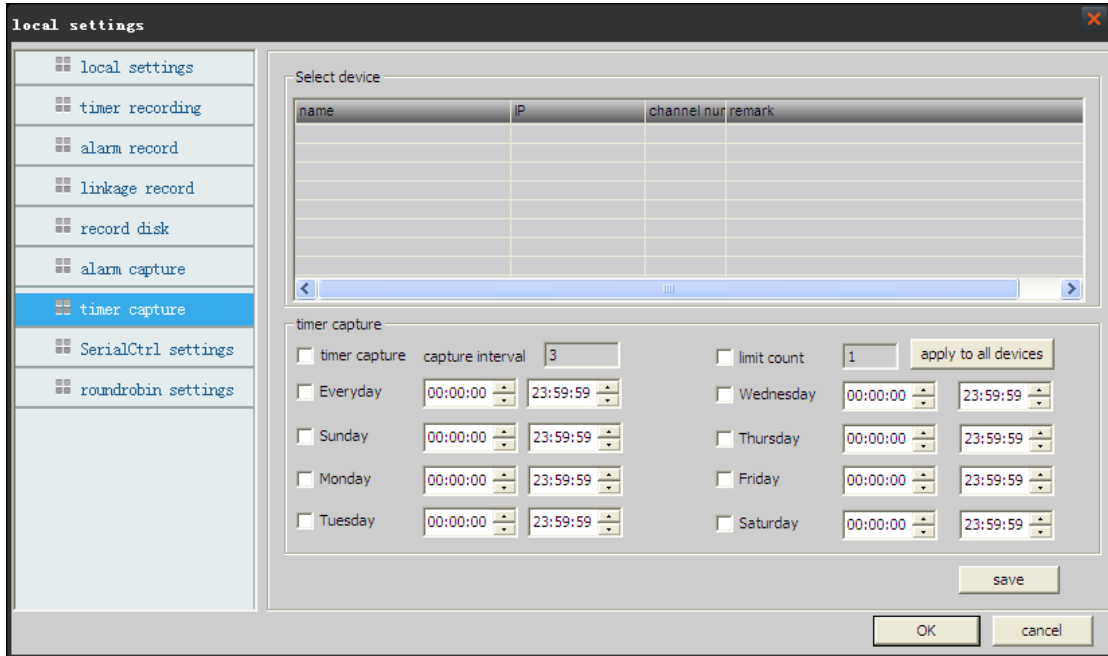 local settings
local settings
timer recording
alarm record
linkage record
record disk
alarm capture
timer capture
SerialCtrl settings
roundrobin settings
Select device
name IP channel nur remark
timer capture
timer capture capture interval 3 limit count 1 apply to all devices
Everyday 00:00:00 23:59:59 Wednesday 00:00:00 23:59:59
Sunday 00:00:00 23:59:59 Thursday 00:00:00 23:59:59
Monday 00:00:00 23:59:59 Friday 00:00:00 23:59:59
Tuesday 00:00:00 23:59:59 Saturday 00:00:00 23:59:59
save
OK cancel